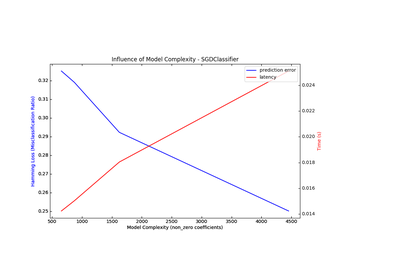 Influence of Model Complexity - SGDClassifier
prediction error
latency
0.32
0.31
0.30
0.29
0.28
0.27
0.26
0.25
Hamming Loss (Misclassification Ratio)
0.024
0.022
0.020
0.018
0.016
0.014
Time (s)
500 1000 1500 2000 2500 3000 3500 4000 4500
Model Complexity (non_zero coefficients)